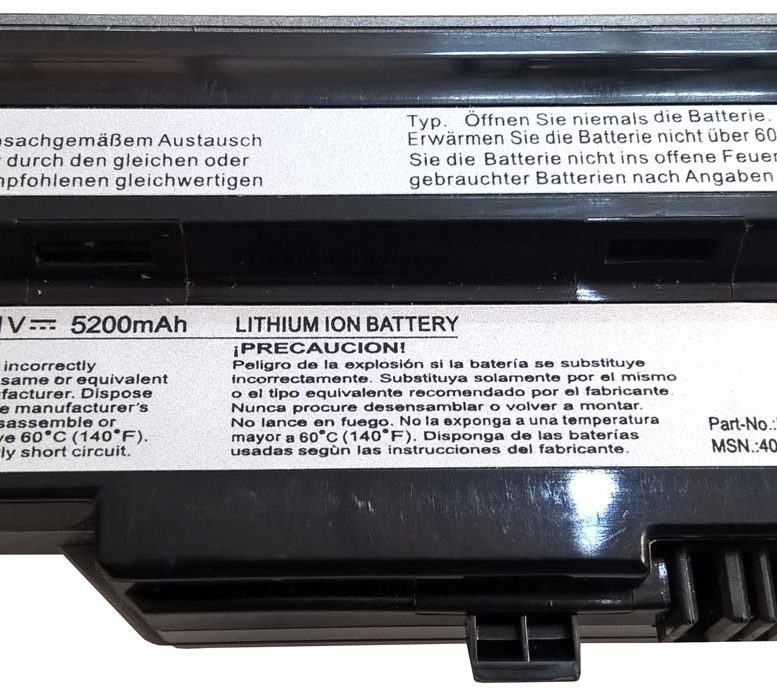 Typ. Öffnen Sie niemals die Batterie.
sachgemäßem Austausch
Erwärmen Sie die Batterie nicht über 60
durch den gleichen oder
Sie die Batterie nicht ins offene Feuer
mpfohlenen gleichwertigen
gebrauchter Batterien nach Angaben
V⎓ 5200mAh
LITHIUM ION BATTERY
incorrectly
same or equivalent
facturer. Dispose
manufacturer's
sassemble or
ve 60°C (140°F).
ly short circuit.
¡PRECAUCION!
Peligro de la explosión si la batería se substituye
incorrectamente. Substituya solamente por el mismo
o el tipo equivalente recomendado por el fabricante.
Nunca procure desensamblar o volver a montar.
No lance en fuego. No la exponga a una temperatura
mayor a 60°C (140°F). Disponga de las baterías
usadas segùn las instrucciones del fabricante.
Part-No.:
MSN.:40